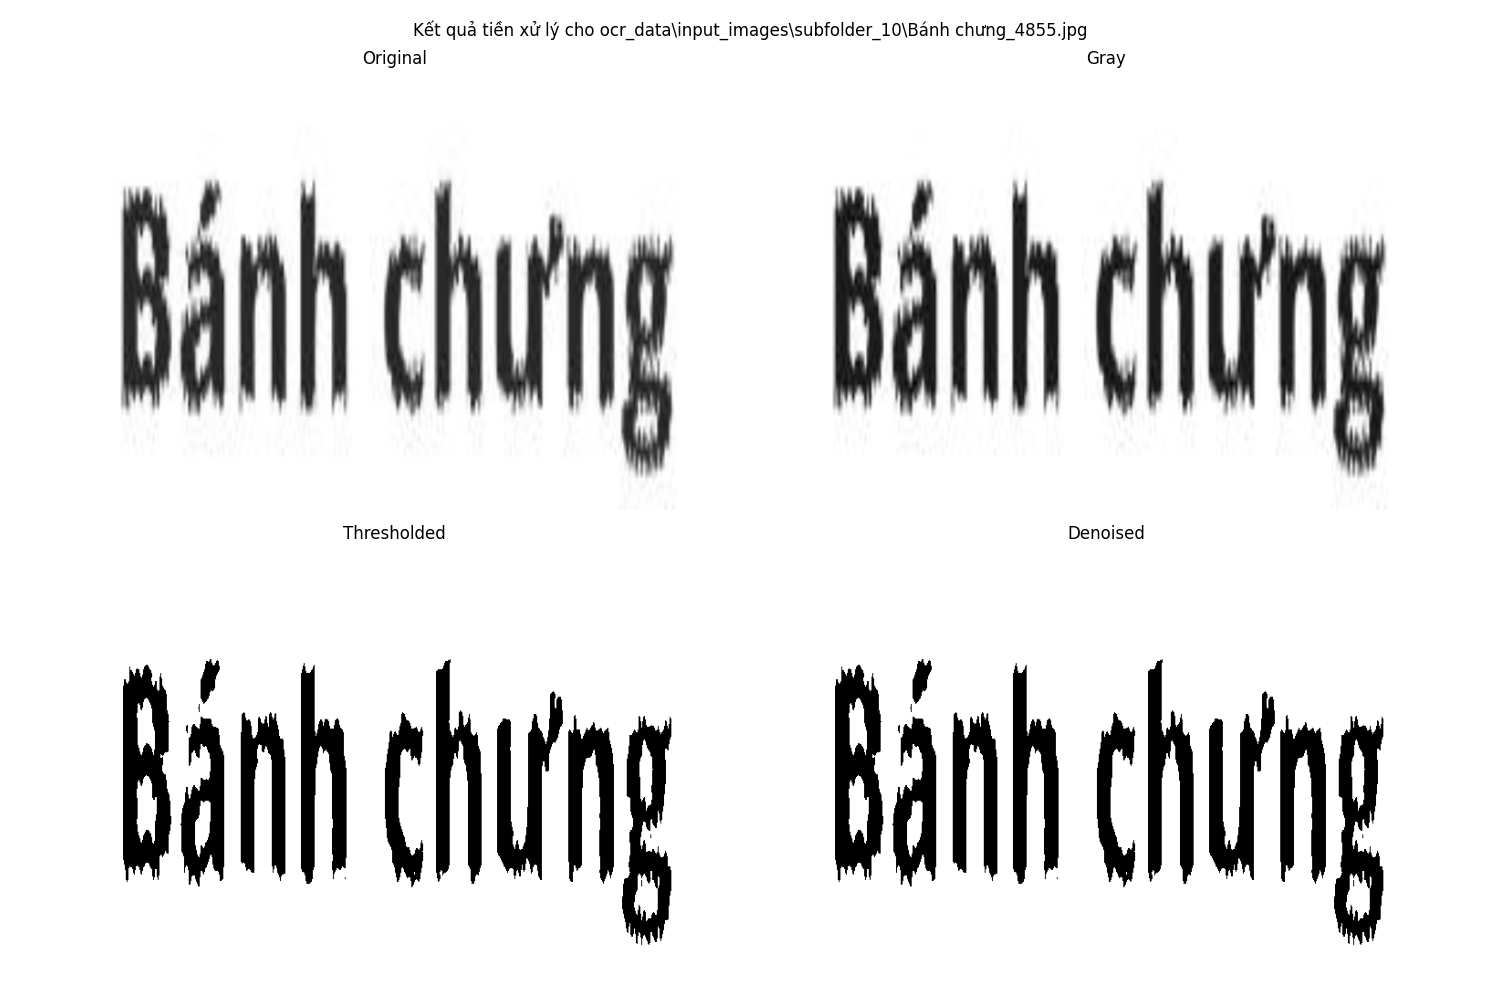 Kết quả tiền xử lý cho ocr_data\input_images\subfolder_10\Bánh chưng_4855.jpg
Original
Gray
Bánh chưng
Bánh chưng
Thresholded
Denoised
Bánh chưng
Bánh chưng